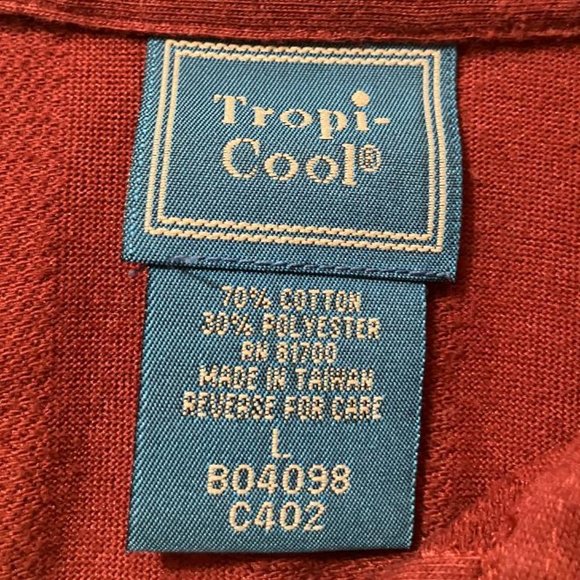 Tropi-
Cool®
70% COTTON
30% POLYESTER
RN 81700
MADE IN TAIWAN
REVERSE FOR CARE
L
B04098
C402